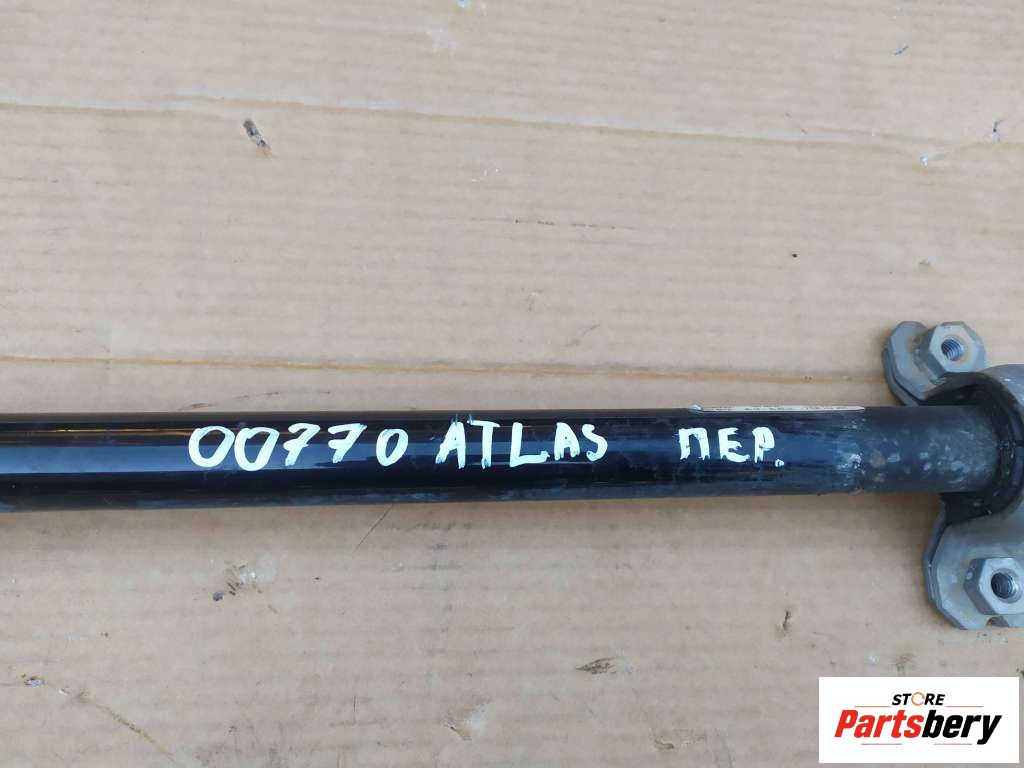 00770 ATLAS ПЕР.
STORE
Partsbery